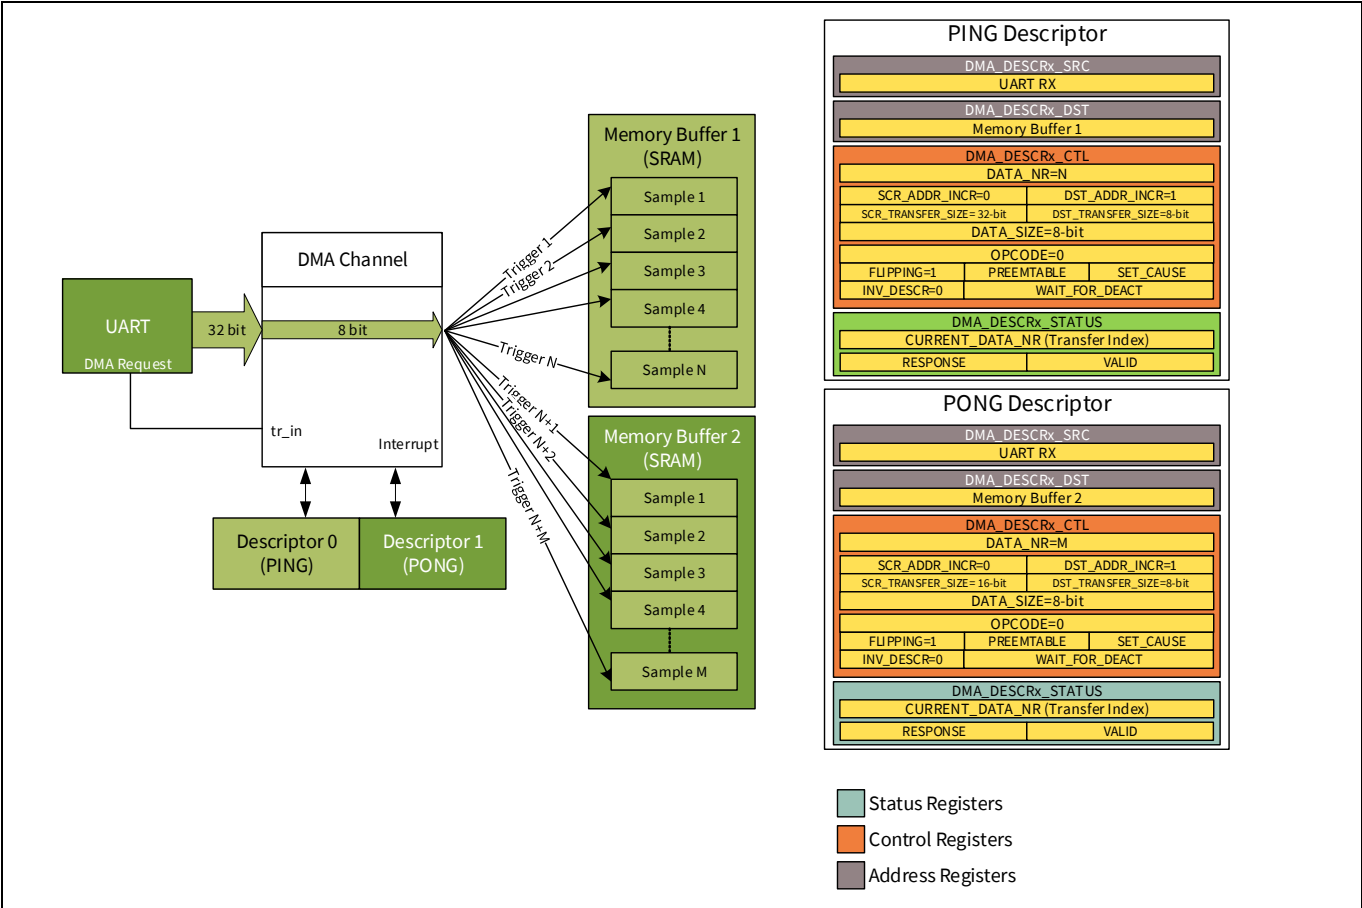 UART
DMA Request
32 bit
DMA Channel
8 bit
tr_in
Interrupt
Descriptor 0
(PING)
Descriptor 1
(PONG)
Trigger 1
Trigger 2
Trigger N
Trigger N+1
Trigger N+2
Trigger N+M
Memory Buffer 1
(SRAM)
Sample 1
Sample 2
Sample 3
Sample 4
Sample N
Memory Buffer 2
(SRAM)
Sample 1
Sample 2
Sample 3
Sample 4
Sample M
PING Descriptor
DMA_DESCRx_SRC
UART RX
DMA_DESCRx_DST
Memory Buffer 1
DMA_DESCRx_CTL
DATA_NR=N
SCR_ADDR_INCR=0 DST_ADDR_INCR=1
SCR_TRANSFER_SIZE= 32-bit DST_TRANSFER_SIZE=8-bit
DATA_SIZE=8-bit
OPCODE=0
FLIPPING=1 PREEMTABLE SET_CAUSE
INV_DESCR=0 WAIT_FOR_DEACT
DMA_DESCRx_STATUS
CURRENT_DATA_NR (Transfer Index)
RESPONSE VALID
PONG Descriptor
DMA_DESCRx_SRC
UART RX
DMA_DESCRx_DST
Memory Buffer 2
DMA_DESCRx_CTL
DATA_NR=M
SCR_ADDR_INCR=0 DST_ADDR_INCR=1
SCR_TRANSFER_SIZE= 16-bit DST_TRANSFER_SIZE=8-bit
DATA_SIZE=8-bit
OPCODE=0
FLIPPING=1 PREEMTABLE SET_CAUSE
INV_DESCR=0 WAIT_FOR_DEACT
DMA_DESCRx_STATUS
CURRENT_DATA_NR (Transfer Index)
RESPONSE VALID
Status Registers
Control Registers
Address Registers